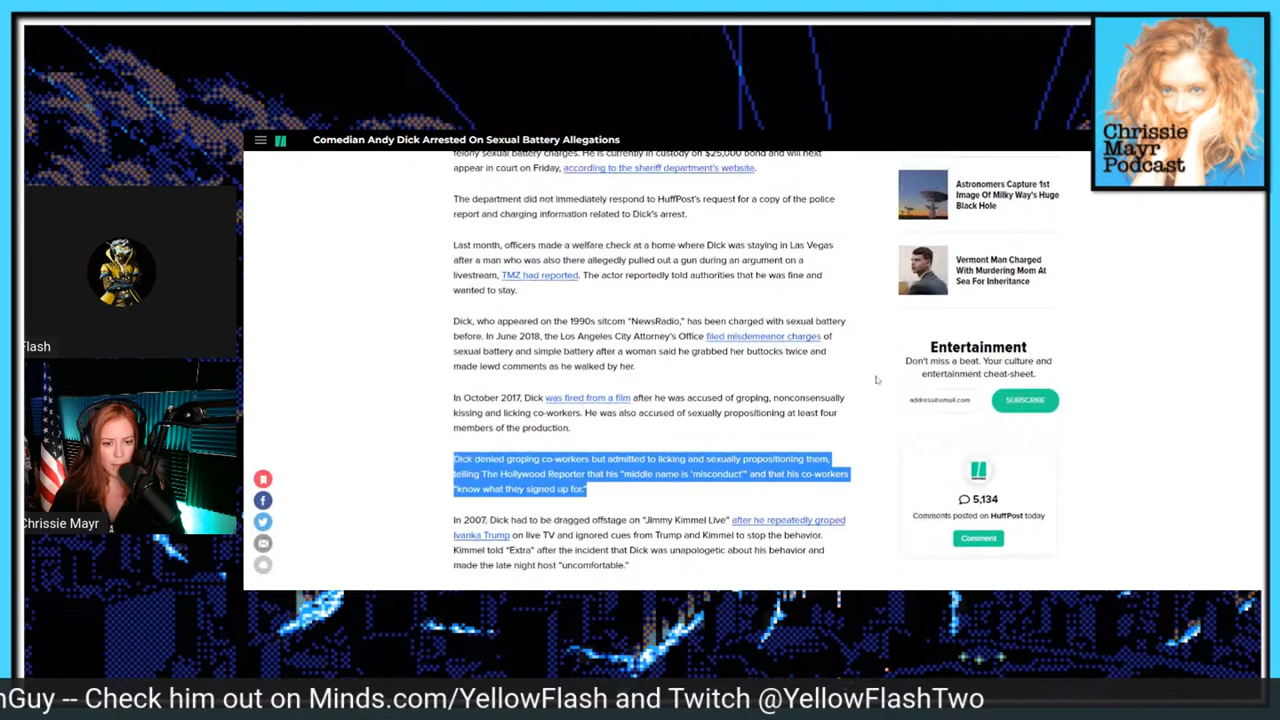 Chrissie
Mayr
Podcast
Comedian Andy Dick Arrested On Sexual Battery Allegations
felony sexual battery charges. He is currently in custody on $25,000 bond and will next
appear in court on Friday, according to the sheriff department's website.
The department did not immediately respond to HuffPost's request for a copy of the police
report and charging information related to Dick's arrest.
Last month, officers made a welfare check at a home where Dick was staying in Las Vegas
after a man who was also there allegedly pulled out a gun during an argument on a
livestream, TMZ had reported. The actor reportedly told authorities that he was fine and
wanted to stay.
Dick, who appeared on the 1990s sitcom “NewsRadio,” has been charged with sexual battery
before. In June 2018, the Los Angeles City Attorney's Office filed misdemeanor charges of
sexual battery and simple battery after a woman said he grabbed her buttocks twice and
made lewd comments as he walked by her.
In October 2017, Dick was fired from a film after he was accused of groping, nonconsensually
kissing and licking co-workers. He was also accused of sexually propositioning at least four
members of the production.
Dick denied groping co-workers but admitted to licking and sexually propositioning them,
telling The Hollywood Reporter that his “middle name is ‘misconduct’” and that his co-workers
“know what they signed up for.”
In 2007, Dick had to be dragged offstage on “Jimmy Kimmel Live” after he repeatedly groped
Ivanka Trump on live TV and ignored cues from Trump and Kimmel to stop the behavior.
Kimmel told “Extra” after the incident that Dick was unapologetic about his behavior and
made the late night host “uncomfortable.”
Astronomers Capture 1st
Image Of Milky Way's Huge
Black Hole
Vermont Man Charged
With Murdering Mom At
Sea For Inheritance
Entertainment
Don't miss a beat. Your culture and
entertainment cheat-sheet.
address@email.com
SUBSCRIBE
5,134
Comments posted on HuffPost today
Comment
Flash
Chrissie Mayr
nGuy -- Check him out on Minds.com/YellowFlash and Twitch @YellowFlashTwo